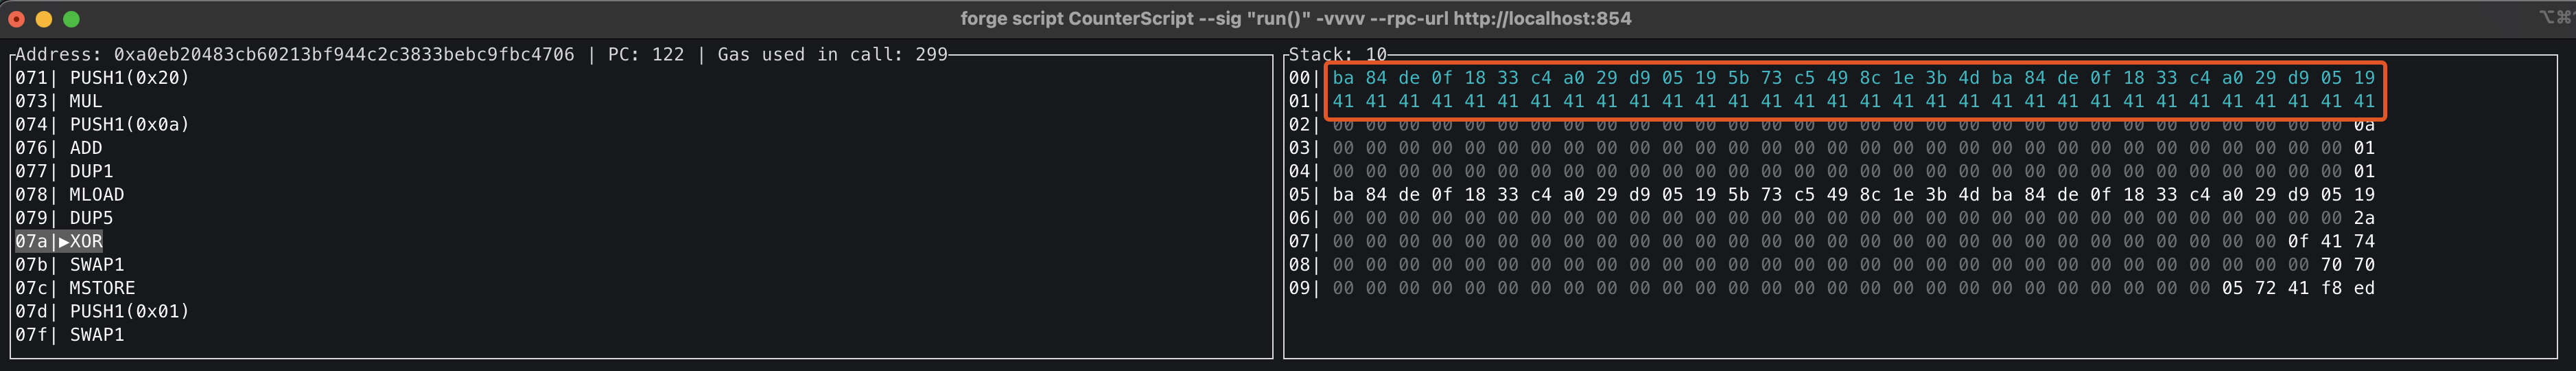 forge script CounterScript --sig "run()" -vvvv --rpc-url http://localhost:854
Address: 0xa0eb20483cb60213bf944c2c3833bebc9fbc4706 | PC: 122 | Gas used in call: 299
071| PUSH1(0x20)
073| MUL
074| PUSH1(0x0a)
076| ADD
077| DUP1
078| MLOAD
079| DUP5
07a|▶XOR
07b| SWAP1
07c| MSTORE
07d| PUSH1(0x01)
07f| SWAP1
Stack: 10
00| ba 84 de 0f 18 33 c4 a0 29 d9 05 19 5b 73 c5 49 8c 1e 3b 4d ba 84 de 0f 18 33 c4 a0 29 d9 05 19
01| 41 41 41 41 41 41 41 41 41 41 41 41 41 41 41 41 41 41 41 41 41 41 41 41 41 41 41 41 41 41 41 41
02| 00 00 00 00 00 00 00 00 00 00 00 00 00 00 00 00 00 00 00 00 00 00 00 00 00 00 00 00 00 00 00 0a
03| 00 00 00 00 00 00 00 00 00 00 00 00 00 00 00 00 00 00 00 00 00 00 00 00 00 00 00 00 00 00 00 01
04| 00 00 00 00 00 00 00 00 00 00 00 00 00 00 00 00 00 00 00 00 00 00 00 00 00 00 00 00 00 00 00 01
05| ba 84 de 0f 18 33 c4 a0 29 d9 05 19 5b 73 c5 49 8c 1e 3b 4d ba 84 de 0f 18 33 c4 a0 29 d9 05 19
06| 00 00 00 00 00 00 00 00 00 00 00 00 00 00 00 00 00 00 00 00 00 00 00 00 00 00 00 00 00 00 00 2a
07| 00 00 00 00 00 00 00 00 00 00 00 00 00 00 00 00 00 00 00 00 00 00 00 00 00 00 00 00 00 0f 41 74
08| 00 00 00 00 00 00 00 00 00 00 00 00 00 00 00 00 00 00 00 00 00 00 00 00 00 00 00 00 00 00 70 70
09| 00 00 00 00 00 00 00 00 00 00 00 00 00 00 00 00 00 00 00 00 00 00 00 00 00 00 00 05 72 41 f8 ed